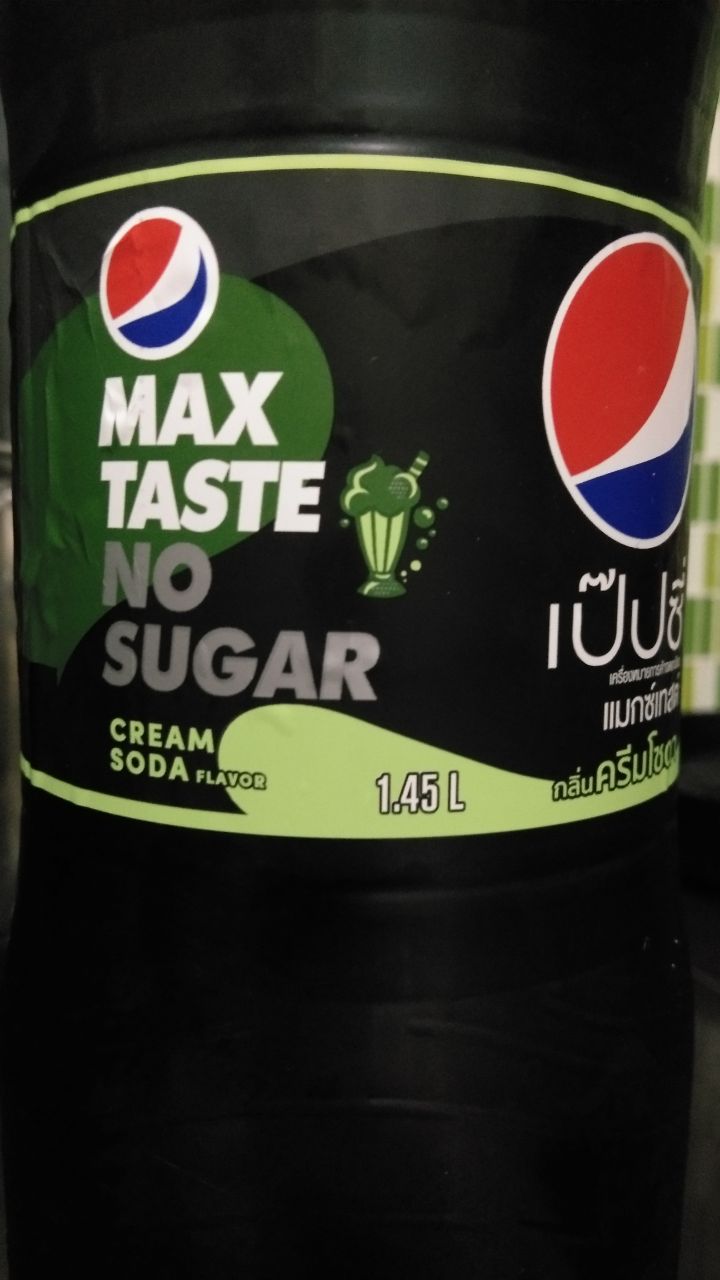 MAX
TASTE
NO
SUGAR
CREAM
SODA FLAVOR
1.45 L
เป๊ปซี่
แมกซ์เทสต์
กลิ่นครีมโซดา